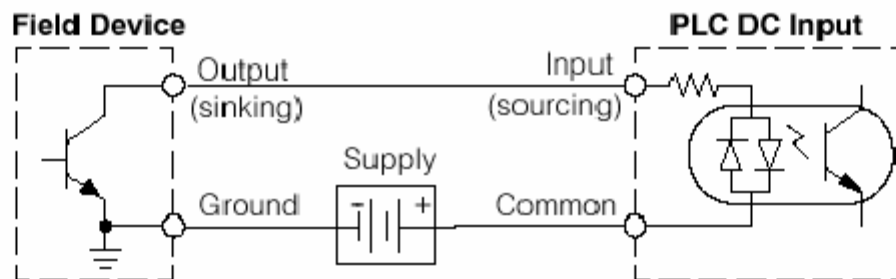 Field Device
PLC DC Input
Output
(sinking)
Input
(sourcing)
Supply
- +
Ground
Common